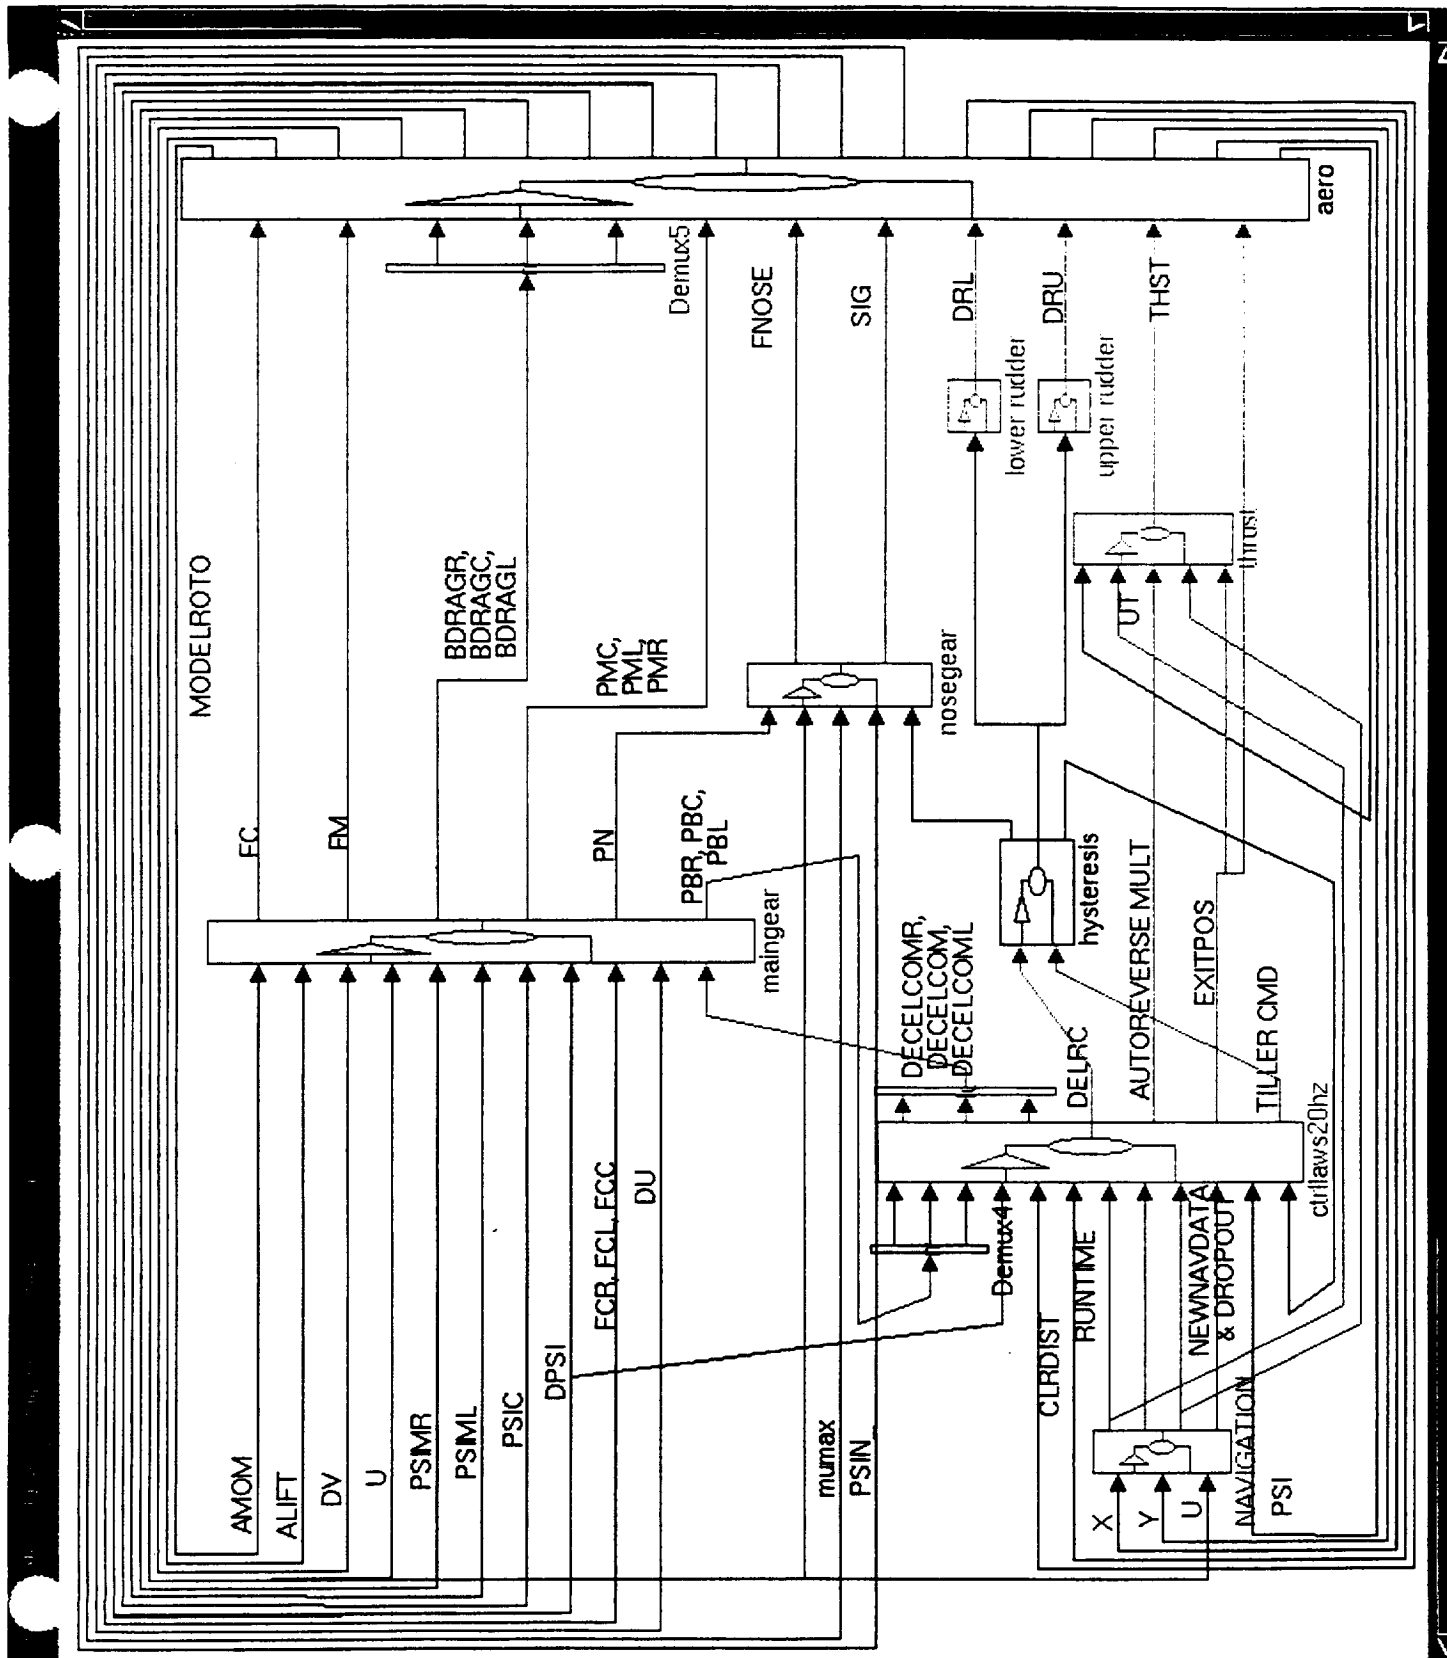 MODELROTO
AMOM
ALIFT
DV
U
PSIMR
PSIML
PSIC
DPSI
FCR, FCL, FCC
DU
maingear
FC
FM
BDRAGR,
BDRAGC,
BDRAGL
PMC,
PML,
PMR
PN
PBR, PBC,
PBL
Demux5
aero
mumax
PSIN
FNOSE
SIG
nosegear
DRL
lower rudder
DRU
upper rudder
THST
thrust
UT
hysteresis
DECELCOMR,
DECELCOM,
DECELCOML
DELRC
AUTOREVERSE MULT
EXITPOS
TILLER CMD
ctrllaws20hz
Demux4
CLRDIST
RUNTIME
NEWNAVDATA
& DROPOUT
NAVIGATION
X
Y
U
PSI